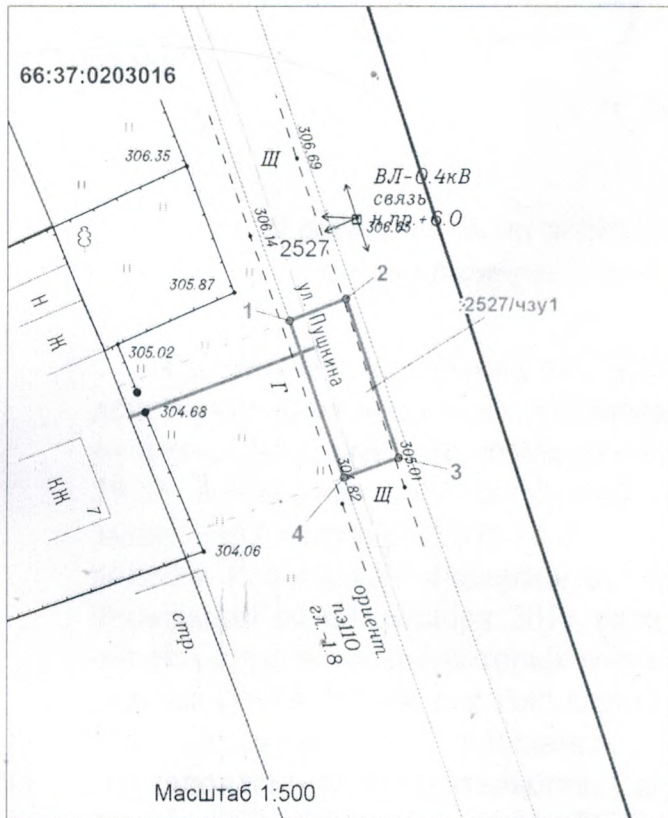 66:37:0203016
306.35
Щ
306.69
ВЛ-0.4кВ
связь
н.пр.+6.0
306.65
306.14
2527
305.87
ул. Пушкина
1
2
:2527/чзу1
305.02
Н
Ж
304.68
Г
3
305.01
304.82
Щ
4
КЖ
7
304.06
ориент
пэ110
гл.-1.8
стр.
Масштаб 1:500